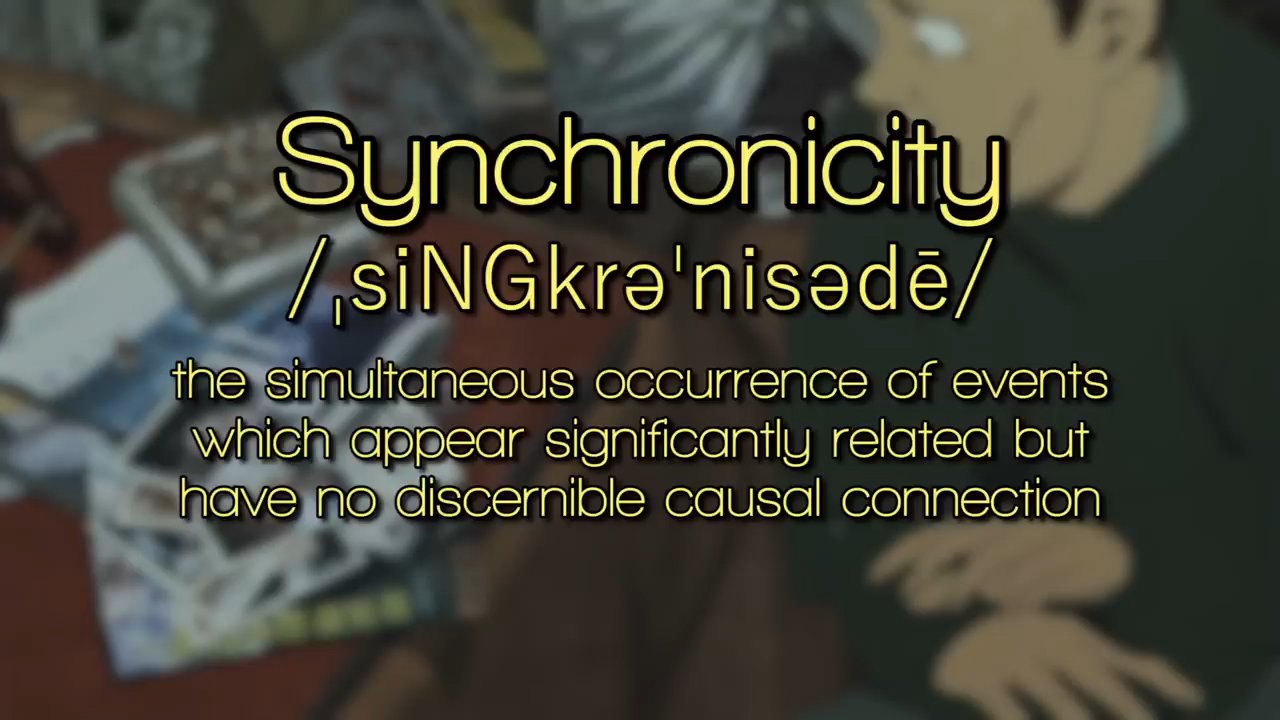 Synchronicity
/ˌsiNGkrəˈnisədē/
the simultaneous occurrence of events
which appear significantly related but
have no discernible causal connection